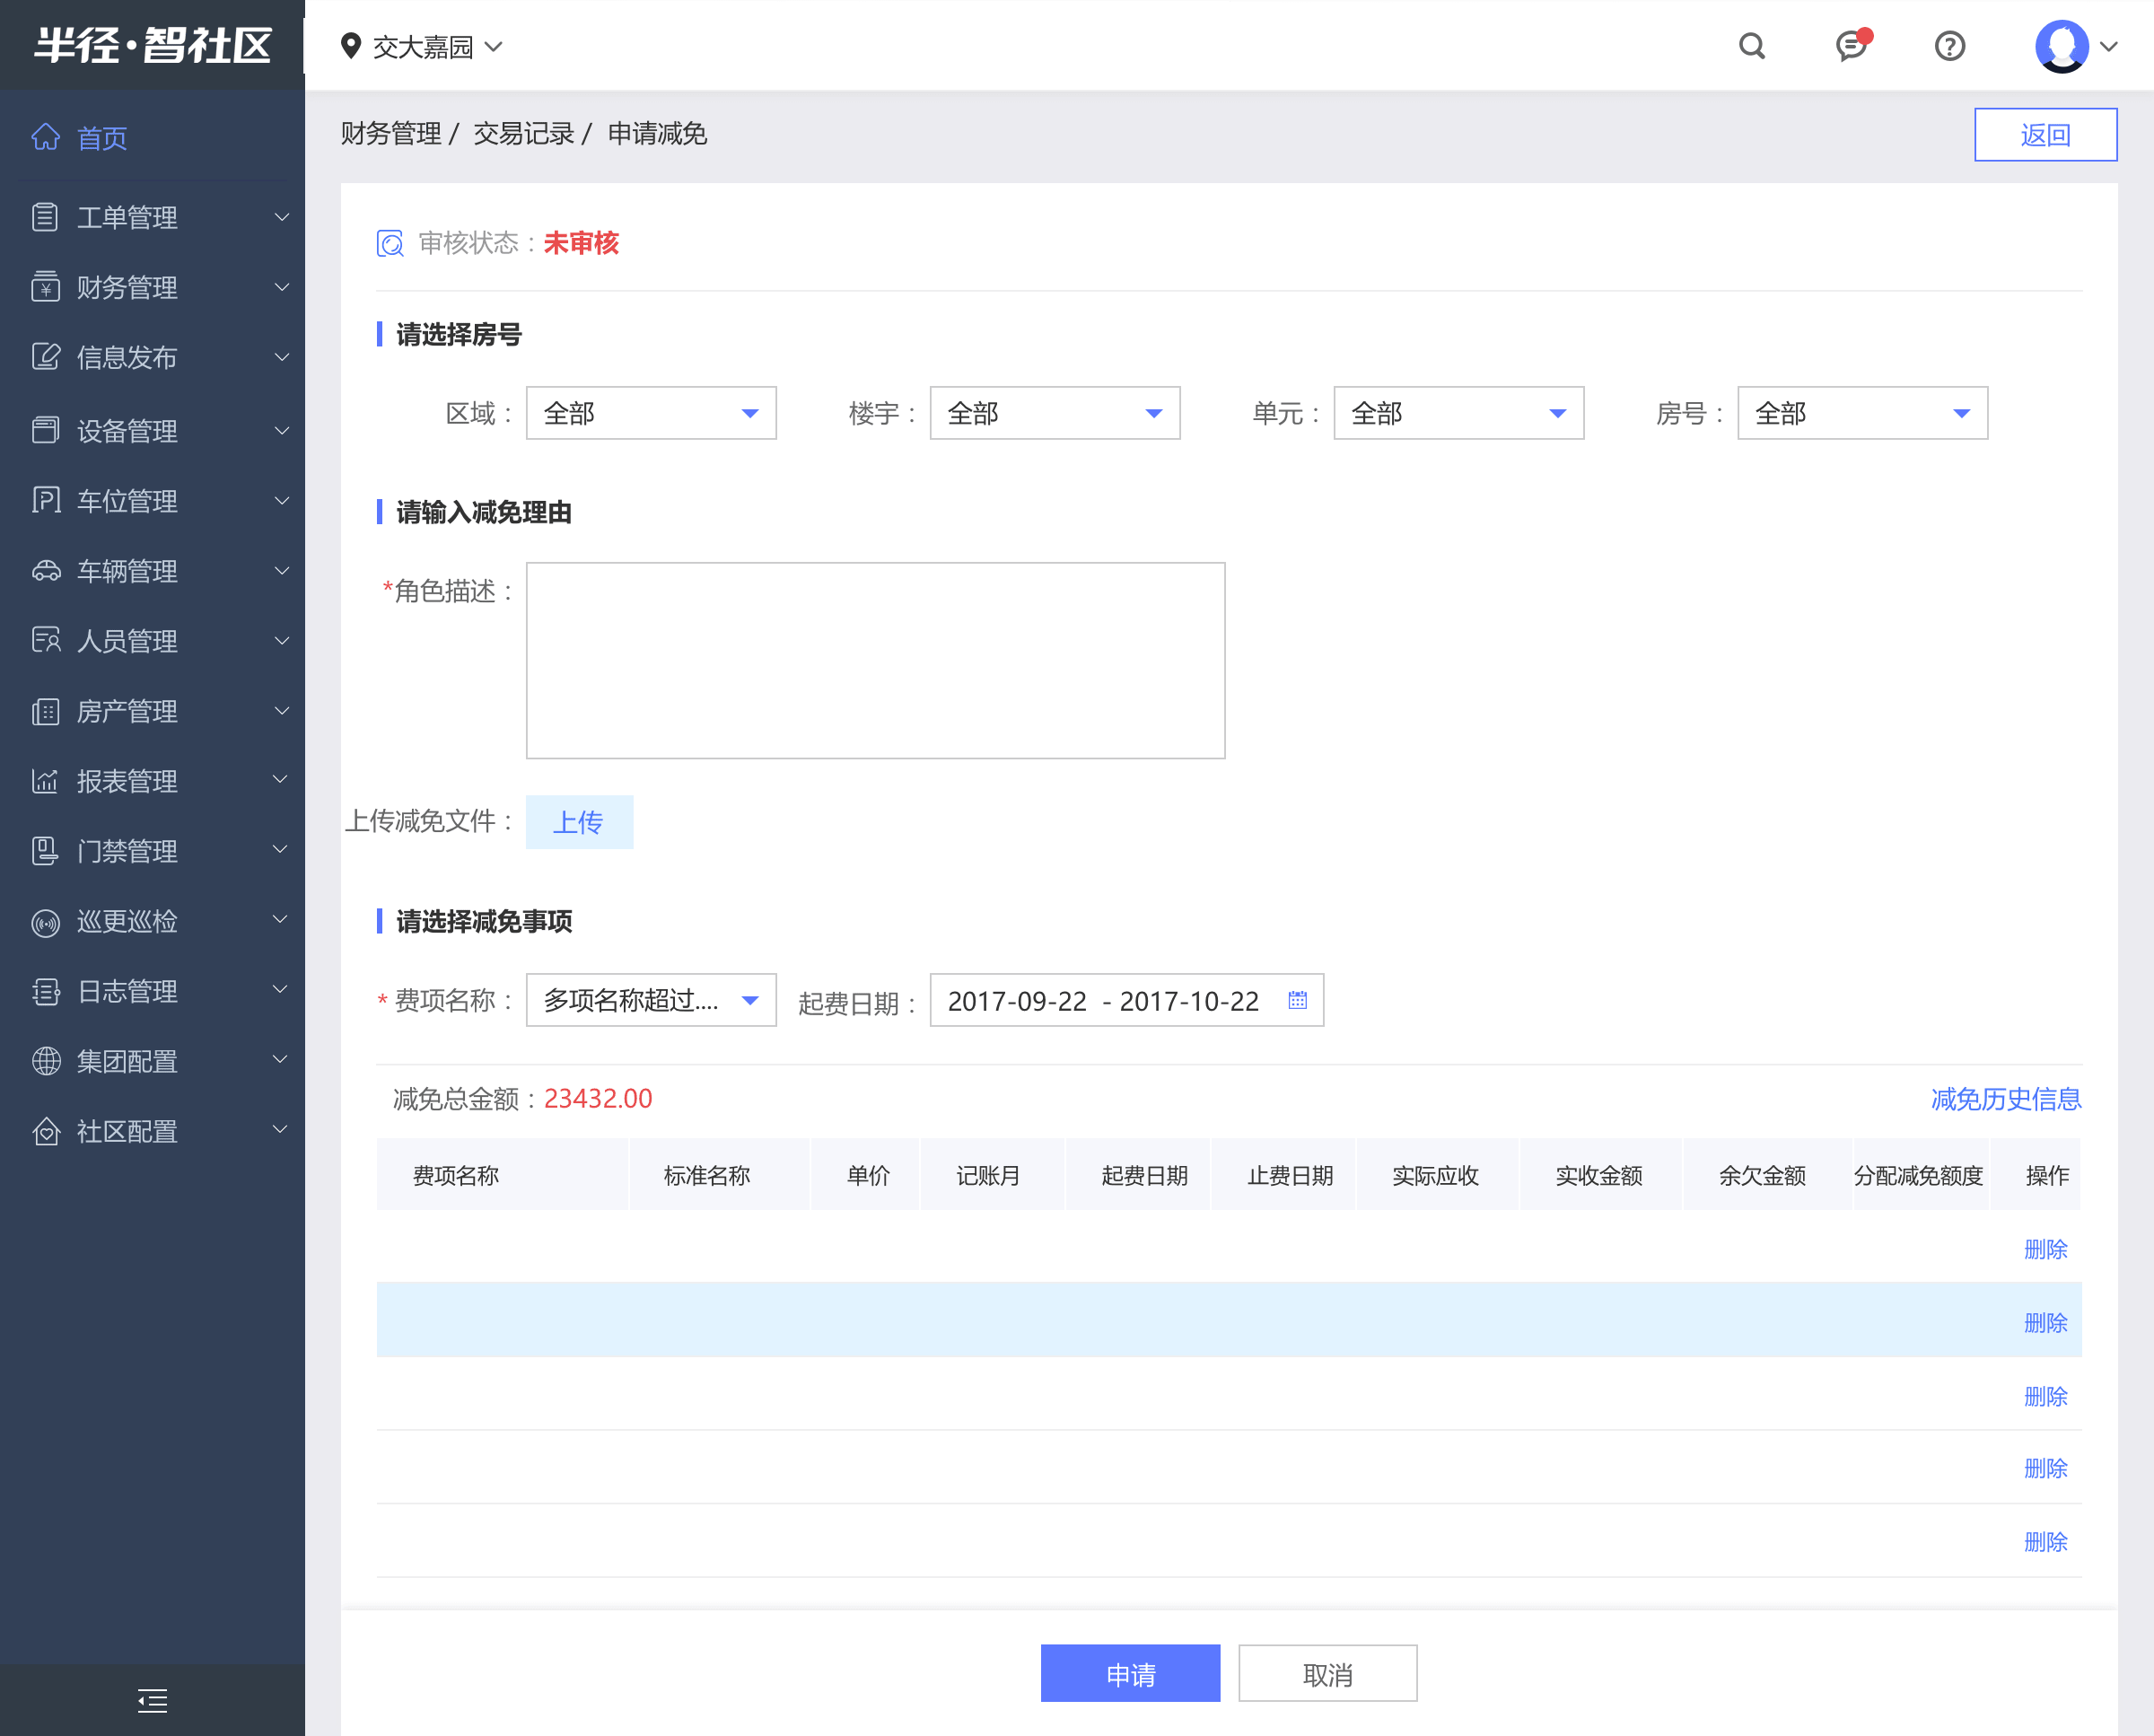 半径·智社区
交大嘉园
首页
工单管理
财务管理
信息发布
设备管理
车位管理
车辆管理
人员管理
房产管理
报表管理
门禁管理
巡更巡检
日志管理
集团配置
社区配置
财务管理 / 交易记录 / 申请减免
返回
审核状态：未审核
请选择房号
区域： 全部 楼宇： 全部 单元： 全部 房号： 全部
请输入减免理由
*角色描述：
上传减免文件： 上传
请选择减免事项
* 费项名称： 多项名称超过.... 起费日期： 2017-09-22 - 2017-10-22
减免总金额：23432.00 减免历史信息
费项名称 标准名称 单价 记账月 起费日期 止费日期 实际应收 实收金额 余欠金额 分配减免额度 操作
删除
删除
删除
删除
删除
申请 取消